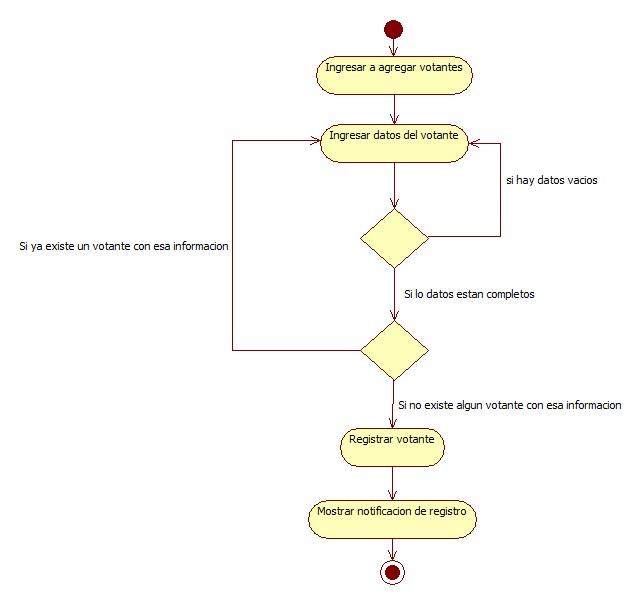 Ingresar a agregar votantes
Ingresar datos del votante
si hay datos vacios
Si ya existe un votante con esa informacion
Si lo datos estan completos
Si no existe algun votante con esa informacion
Registrar votante
Mostrar notificacion de registro